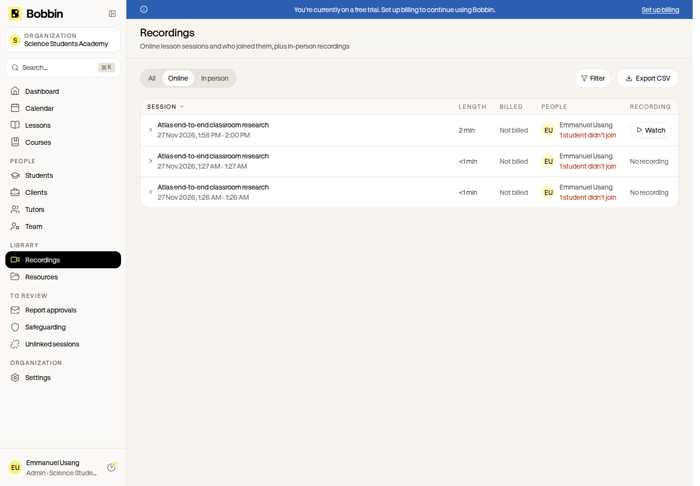 Bobbin
You're currently on a free trial. Set up billing to continue using Bobbin.
Set up billing
ORGANIZATION
S
Science Students Academy
Search...
⌘ K
Dashboard
Calendar
Lessons
Courses
PEOPLE
Students
Clients
Tutors
Team
LIBRARY
Recordings
Resources
TO REVIEW
Report approvals
Safeguarding
Unlinked sessions
ORGANIZATION
Settings
EU
Emmanuel Usang
Admin · Science Stude...
Recordings
Online lesson sessions and who joined them, plus in-person recordings
All
Online
In person
Filter
Export CSV
SESSION
LENGTH
BILLED
PEOPLE
RECORDING
Atlas end-to-end classroom research
27 Nov 2026, 1:58 PM - 2:00 PM
2 min
Not billed
EU
Emmanuel Usang
1 student didn't join
Watch
Atlas end-to-end classroom research
27 Nov 2026, 1:27 AM - 1:27 AM
<1 min
Not billed
EU
Emmanuel Usang
1 student didn't join
No recording
Atlas end-to-end classroom research
27 Nov 2026, 1:26 AM - 1:26 AM
<1 min
Not billed
EU
Emmanuel Usang
1 student didn't join
No recording